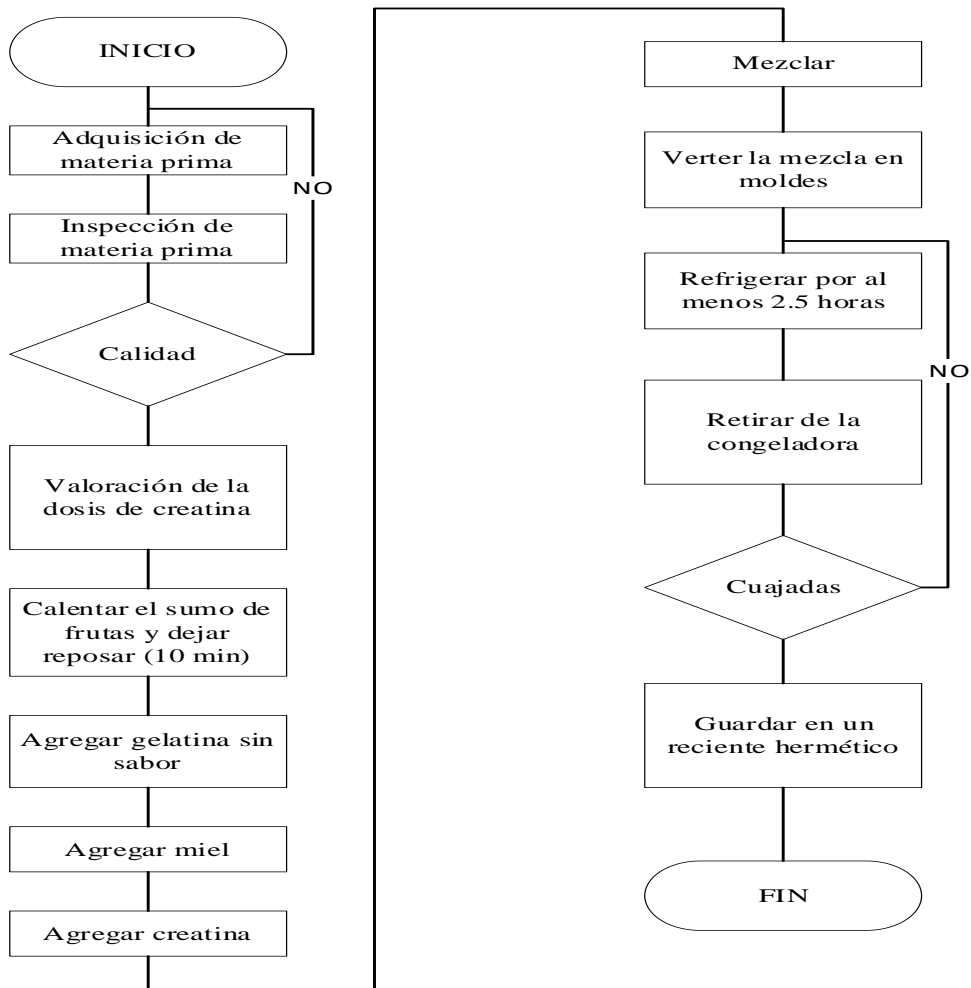 INICIO
Adquisición de
materia prima
NO
Inspección de
materia prima
Calidad
Valoración de la
dosis de creatina
Calentar el sumo de
frutas y dejar
reposar (10 min)
Agregar gelatina sin
sabor
Agregar miel
Agregar creatina
Mezclar
Verter la mezcla en
moldes
Refrigerar por al
menos 2.5 horas
NO
Retirar de la
congeladora
Cuajadas
Guardar en un
reciente hermético
FIN